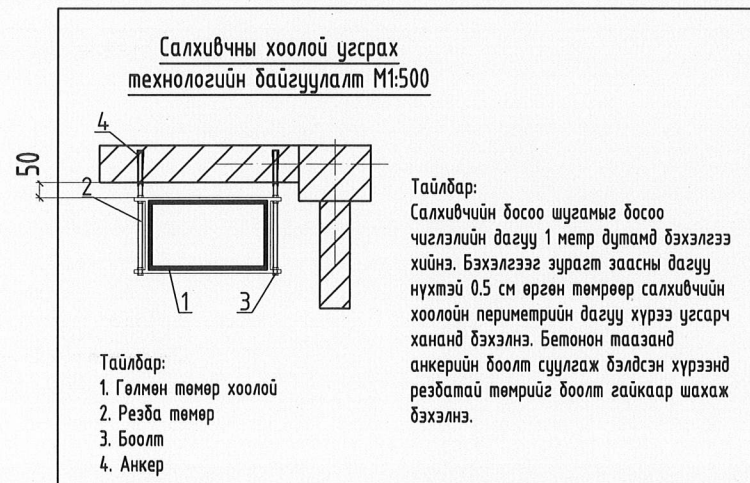 Салхивчны хоолой угсрах
технологийн байгуулалт М1:500
4
50
2
1
3
Тайлбар:
Салхивчийн босоо шугамыг босоо
чиглэлийн дагуу 1 метр дутамд бэхэлгээ
хийнэ. Бэхэлгээг зурагт заасны дагуу
нүхтэй 0.5 см өргөн төмрөөр салхивчийн
хоолойн периметрийн дагуу хүрээ угсарч
хананд бэхэлнэ. Бетонон таазанд
анкерийн боолт суулгаж бэлдсэн хүрээнд
резбатай төмрийг боолт гайкаар шахаж
бэхэлнэ.
Тайлбар:
1. Гөлмөн төмөр хоолой
2. Резба төмөр
3. Боолт
4. Анкер